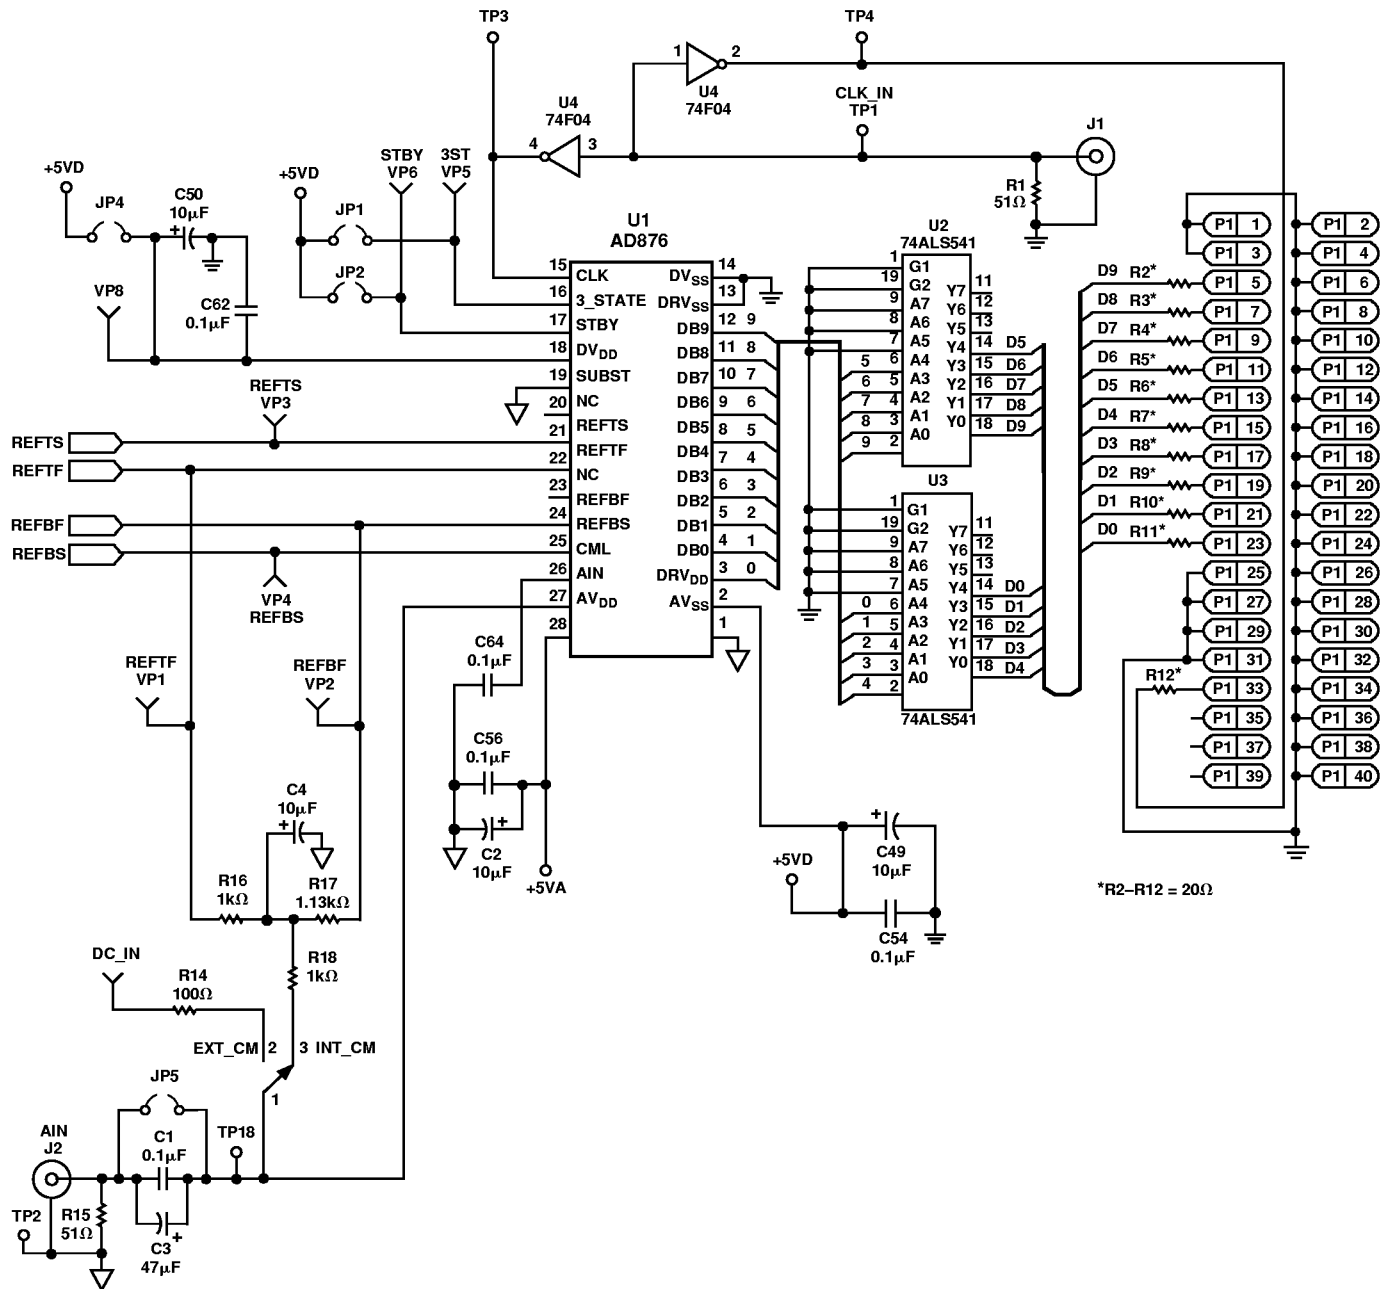 TP3
TP4
1
2
U4
74F04
CLK_IN
TP1
J1
U4
74F04
4
3
R1
51Ω
+5VD
JP4
C50
10μF
+
C62
0.1μF
VP8
+5VD
JP1
JP2
STBY
VP6
3ST
VP5
U1
AD876
15 CLK
16 3_STATE
17 STBY
18 DVDD
19 SUBST
20 NC
21 REFTS
22 REFTF
23 NC
24 REFBF
25 REFBS
26 CML
27 AIN
28 AVDD
DVSS 14
DRVSS 13
DB9 12 9
DB8 11 8
DB7 10 7
DB6 9 6
DB5 8 5
DB4 7 4
DB3 6 3
DB2 5 2
DB1 4 1
DB0 3 0
DRVDD 2
AVSS 1
REFTS
REFTF
REFBF
REFBS
REFTS
VP3
VP4
REFBS
REFTF
VP1
REFBF
VP2
U2
74ALS541
1 G1
19 G2
9 A7
8 A6
7 A5
5 6 A4
6 5 A3
7 4 A2
8 3 A1
9 2 A0
Y7 11
Y6 12
Y5 13
Y4 14 D5
Y3 15 D6
Y2 16 D7
Y1 17 D8
Y0 18 D9
U3
1 G1
19 G2
9 A7
8 A6
7 A5
0 6 A4
1 5 A3
2 4 A2
3 3 A1
4 2 A0
Y7 11
Y6 12
Y5 13
Y4 14 D0
Y3 15 D1
Y2 16 D2
Y1 17 D3
Y0 18 D4
74ALS541
P1 1 P1 2
P1 3 P1 4
D9 R2* P1 5 P1 6
D8 R3* P1 7 P1 8
D7 R4* P1 9 P1 10
D6 R5* P1 11 P1 12
D5 R6* P1 13 P1 14
D4 R7* P1 15 P1 16
D3 R8* P1 17 P1 18
D2 R9* P1 19 P1 20
D1 R10* P1 21 P1 22
D0 R11* P1 23 P1 24
P1 25 P1 26
P1 27 P1 28
P1 29 P1 30
P1 31 P1 32
R12* P1 33 P1 34
P1 35 P1 36
P1 37 P1 38
P1 39 P1 40
*R2–R12 = 20Ω
C64
0.1μF
C56
0.1μF
+
C2
10μF
+5VA
+
C49
10μF
+5VD
C54
0.1μF
C4
10μF
+
R16
1kΩ
R17
1.13kΩ
R18
1kΩ
DC_IN
R14
100Ω
EXT_CM 2
3 INT_CM
1
JP5
AIN
J2
C1
0.1μF
TP18
TP2
R15
51Ω
+
C3
47μF